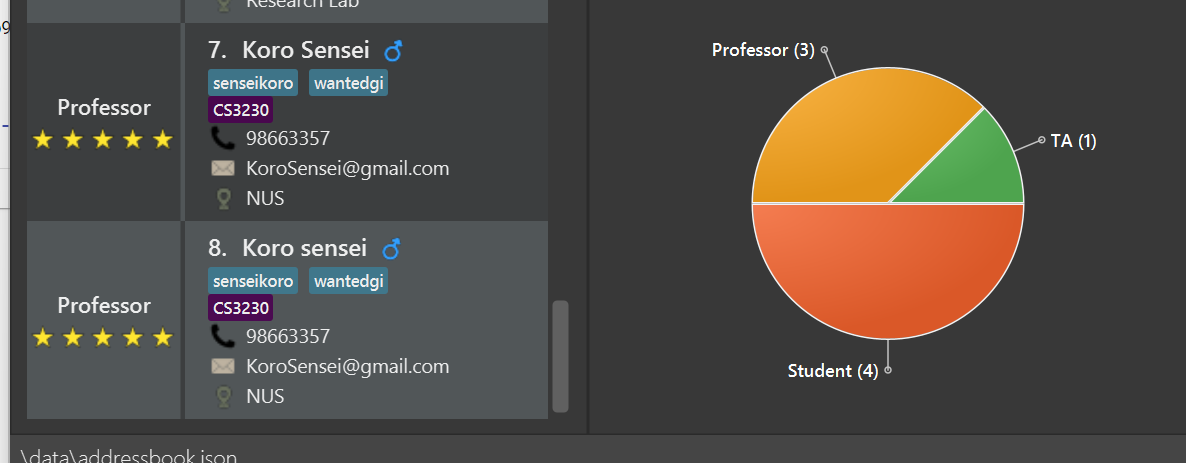 Research Lab
7. Koro Sensei
senseikoro wantedgi
CS3230
Professor
98663357
KoroSensei@gmail.com
NUS
8. Koro sensei
senseikoro wantedgi
CS3230
Professor
98663357
KoroSensei@gmail.com
NUS
Professor (3)
TA (1)
Student (4)
\data\addressbook.json